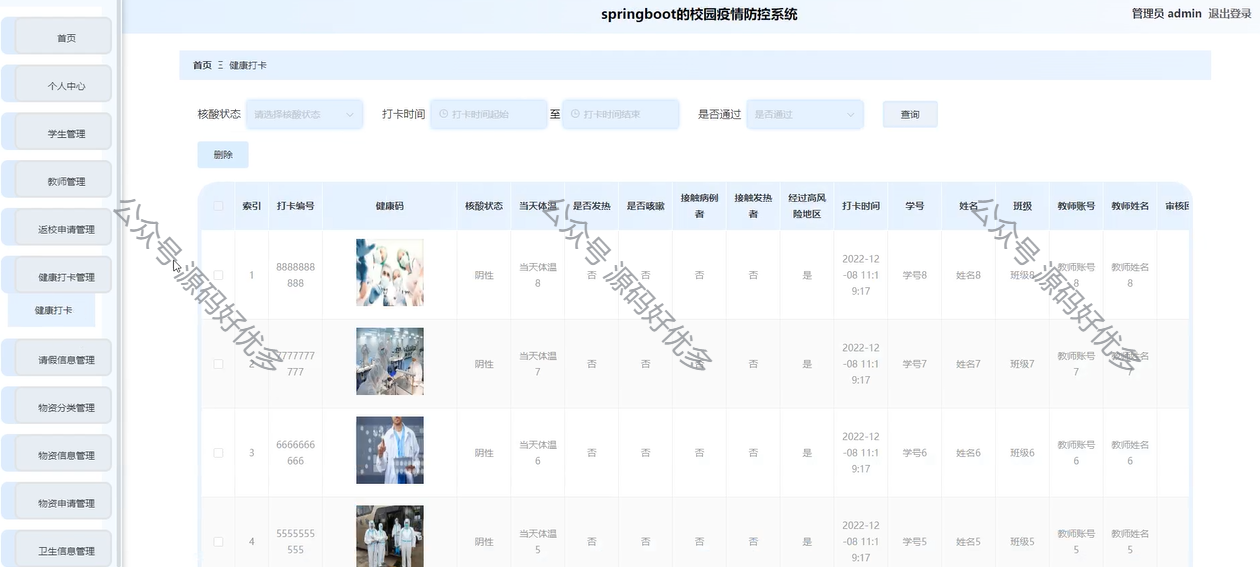 springboot的校园疫情防控系统
管理员 admin 退出登录
首页
个人中心
学生管理
教师管理
返校申请管理
健康打卡管理
健康打卡
请假信息管理
物资分类管理
物资信息管理
物资申请管理
卫生信息管理
首页 Ξ 健康打卡
核酸状态 请选择核酸状态 打卡时间 打卡时间起始 至 打卡时间结束 是否通过 是否通过 查询
删除
索引 打卡编号 健康码 核酸状态 当天体温 是否发热 是否咳嗽 接触病例者 接触发热者 经过高风险地区 打卡时间 学号 姓名 班级 教师账号 教师姓名 审核
1 8888888888 阴性 当天体温8 否 否 否 否 是 2022-12-08 11:19:17 学号8 姓名8 班级8 教师账号8 教师姓名8
2 7777777777 阴性 当天体温7 否 否 否 否 是 2022-12-08 11:19:17 学号7 姓名7 班级7 教师账号7 教师姓名7
3 6666666666 阴性 当天体温6 否 否 否 否 是 2022-12-08 11:19:17 学号6 姓名6 班级6 教师账号6 教师姓名6
4 5555555555 阴性 当天体温5 否 否 否 否 是 2022-12-08 11:19:17 学号5 姓名5 班级5 教师账号5 教师姓名5
公众号:源码好优多
公众号:源码好优多
公众号:源码好优多